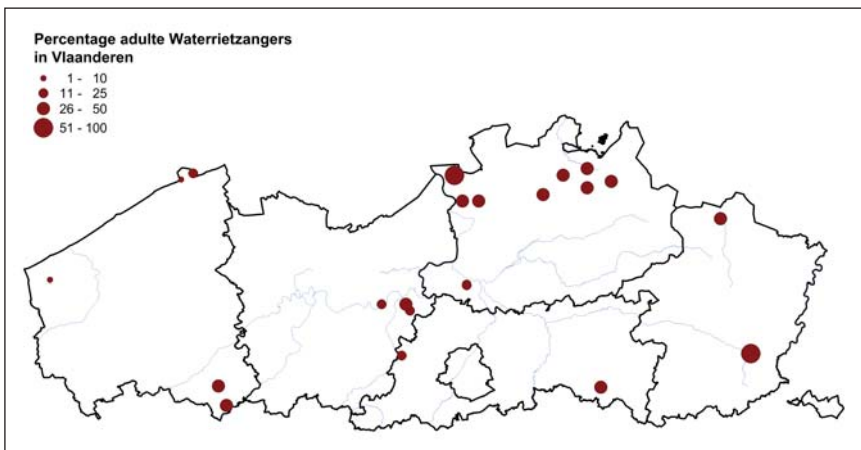 Percentage adulte Waterrietzangers
in Vlaanderen
1 - 10
11 - 25
26 - 50
51 - 100